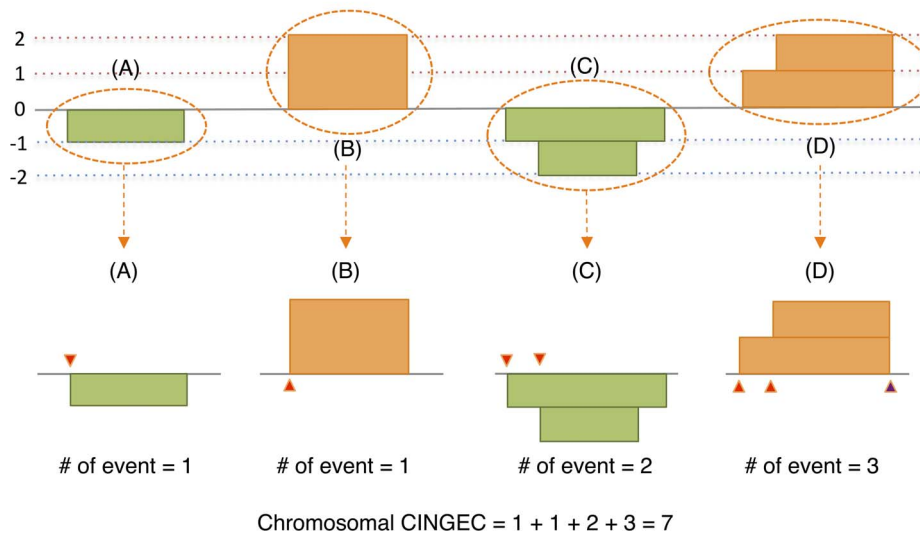 2
(A)
(C)
1
0
-1
(B)
(D)
-2
(A) (B) (C) (D)
# of event = 1 # of event = 1 # of event = 2 # of event = 3
Chromosomal CINGEC = 1 + 1 + 2 + 3 = 7